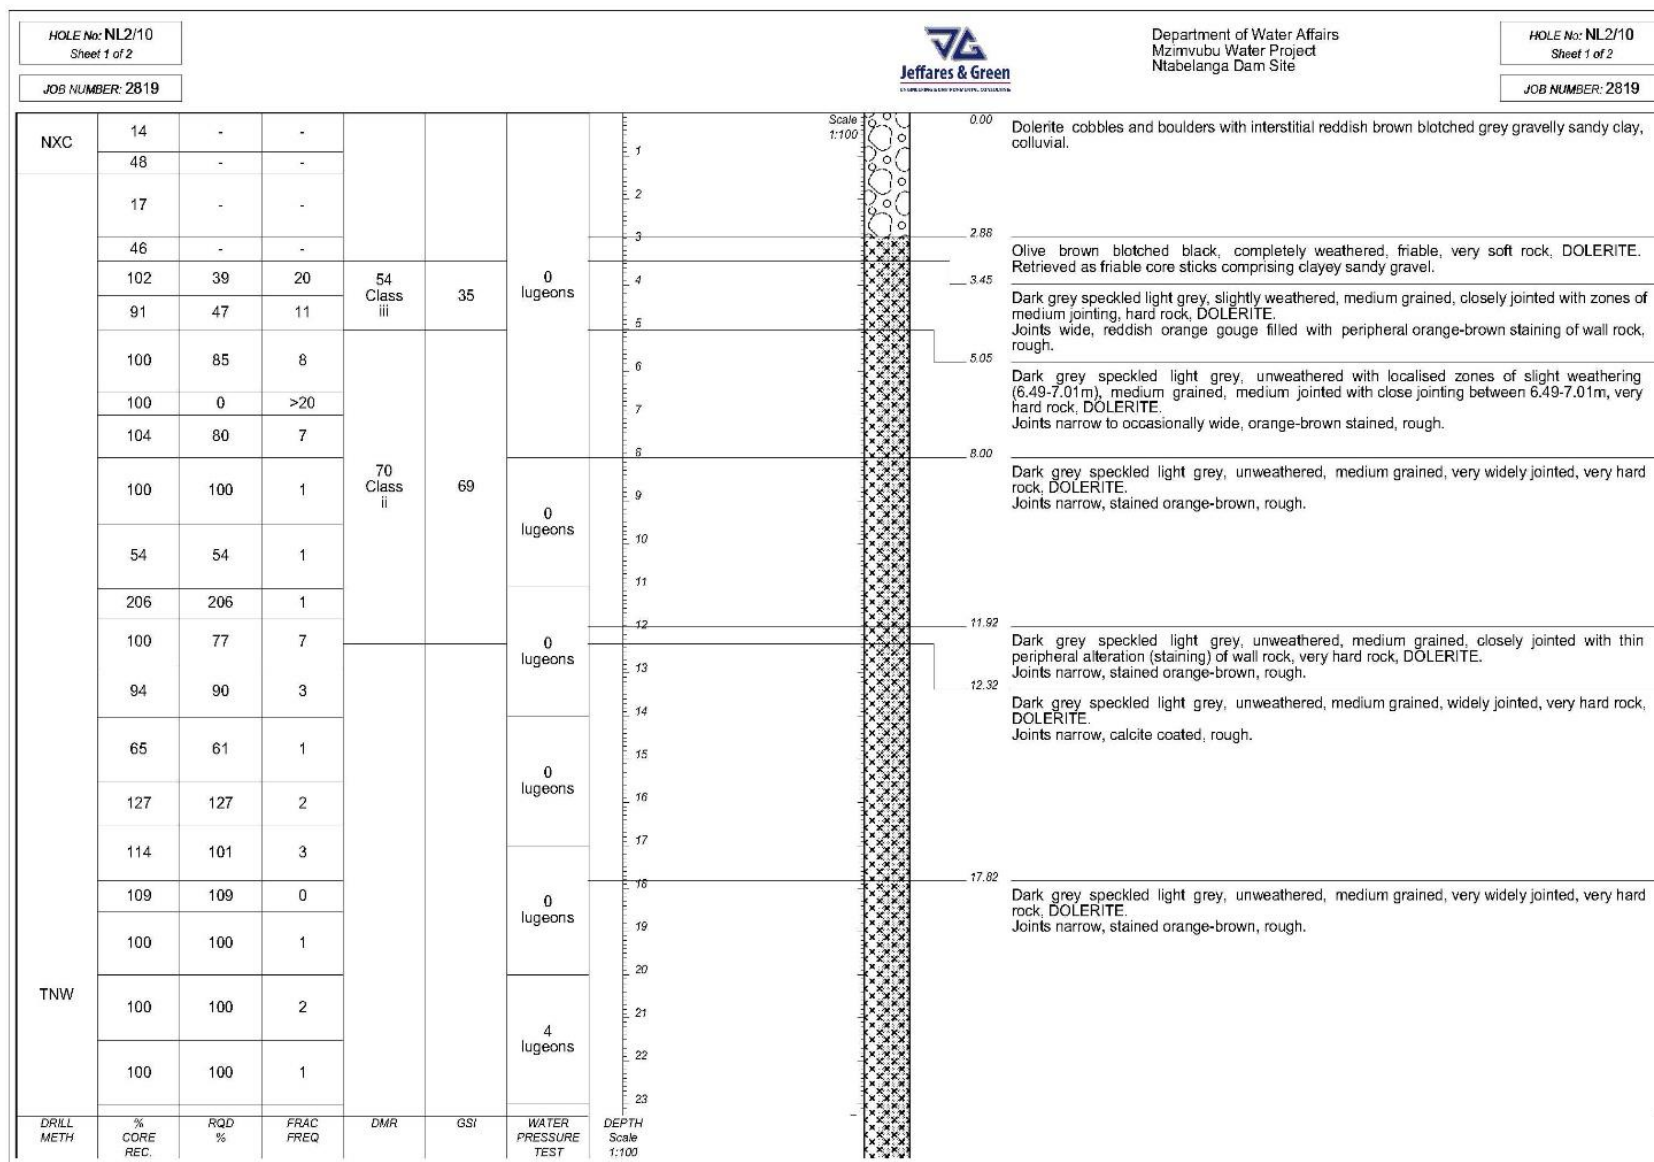 HOLE No: NL2/10
Sheet 1 of 2
JOB NUMBER: 2819
Jeffares & Green
Department of Water Affairs
Mzimvubu Water Project
Ntabelanga Dam Site
HOLE No: NL2/10
Sheet 1 of 2
JOB NUMBER: 2819
NXC
14 - -
48 - -
17 - -
46 - -
102 39 20
91 47 11
100 85 8
100 0 >20
104 80 7
100 100 1
54 54 1
206 206 1
100 77 7
94 90 3
65 61 1
127 127 2
114 101 3
109 109 0
100 100 1
TNW
100 100 2
100 100 1
54
Class
iii
35
70
Class
ii
69
0
lugeons
0
lugeons
0
lugeons
0
lugeons
0
lugeons
4
lugeons
1
2
3
4
5
6
7
8
9
10
11
12
13
14
15
16
17
18
19
20
21
22
23
Scale
1:100
0.00
Dolerite cobbles and boulders with interstitial reddish brown blotched grey gravelly sandy clay,
colluvial.
2.88
Olive brown blotched black, completely weathered, friable, very soft rock, DOLERITE.
Retrieved as friable core sticks comprising clayey sandy gravel.
3.45
Dark grey speckled light grey, slightly weathered, medium grained, closely jointed with zones of
medium jointing, hard rock, DOLERITE.
Joints wide, reddish orange gouge filled with peripheral orange-brown staining of wall rock,
rough.
5.05
Dark grey speckled light grey, unweathered with localised zones of slight weathering
(6.49-7.01m), medium grained, medium jointed with close jointing between 6.49-7.01m, very
hard rock, DOLERITE.
Joints narrow to occasionally wide, orange-brown stained, rough.
8.00
Dark grey speckled light grey, unweathered, medium grained, very widely jointed, very hard
rock, DOLERITE.
Joints narrow, stained orange-brown, rough.
11.92
Dark grey speckled light grey, unweathered, medium grained, closely jointed with thin
peripheral alteration (staining) of wall rock, very hard rock, DOLERITE.
Joints narrow, stained orange-brown, rough.
12.32
Dark grey speckled light grey, unweathered, medium grained, widely jointed, very hard rock,
DOLERITE.
Joints narrow, calcite coated, rough.
17.82
Dark grey speckled light grey, unweathered, medium grained, very widely jointed, very hard
rock, DOLERITE.
Joints narrow, stained orange-brown, rough.
DRILL
METH
%
CORE
REC.
RQD
%
FRAC
FREQ
DMR
GSI
WATER
PRESSURE
TEST
DEPTH
Scale
1:100